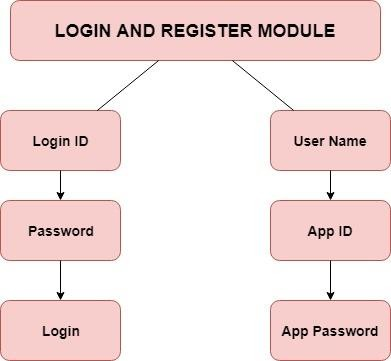 LOGIN AND REGISTER MODULE
Login ID
User Name
Password
App ID
Login
App Password